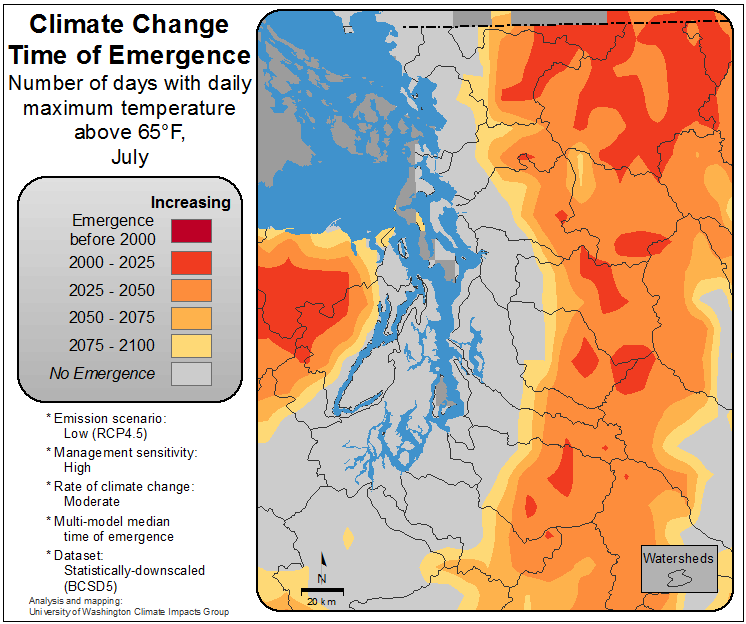 Climate Change
Time of Emergence
Number of days with daily
maximum temperature
above 65°F,
July
Increasing
Emergence
before 2000
2000 - 2025
2025 - 2050
2050 - 2075
2075 - 2100
No Emergence
* Emission scenario:
Low (RCP4.5)
* Management sensitivity:
High
* Rate of climate change:
Moderate
* Multi-model median
time of emergence
* Dataset:
Statistically-downscaled
(BCSD5)
Analysis and mapping:
University of Washington Climate Impacts Group
N
20 km
Watersheds